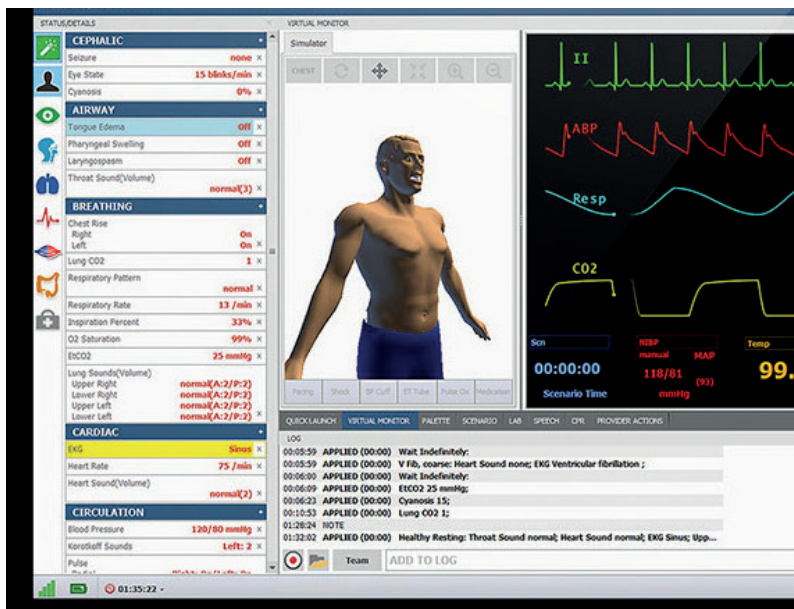 STATUS/DETAILS
CEPHALIC
Seizure none ×
Eye State 15 blinks/min ×
Cyanosis 0% ×
AIRWAY
Tongue Edema Off ×
Pharyngeal Swelling Off ×
Laryngospasm Off ×
Throat Sound(Volume)
normal(3) ×
BREATHING
Chest Rise
Right On
Left On ×
Lung CO2 1 ×
Respiratory Pattern
normal ×
Respiratory Rate 13 /min ×
Inspiration Percent 33% ×
O2 Saturation 99% ×
EtCO2 25 mmHg ×
Lung Sounds(Volume)
Upper Right normal(A:2/P:2)
Lower Right normal(A:2/P:2)
Upper Left normal(A:2/P:2)
Lower Left normal(A:2/P:2) ×
CARDIAC
EKG Sinus ×
Heart Rate 75 /min ×
Heart Sound(Volume)
normal(2) ×
CIRCULATION
Blood Pressure 120/80 mmHg ×
Korotkoff Sounds Left: 2 ×
Pulse
01:35:22
VIRTUAL MONITOR
Simulator
CHEST
Pacing Shock BP Cuff ET Tube Pulse Ox Medication
II
ABP
Resp
CO2
Scn
00:00:00
Scenario Time
NIBP
manual MAP
118/81 (93)
mmHg
Temp
99.
QUICK LAUNCH VIRTUAL MONITOR PALETTE SCENARIO LAB SPEECH CPR PROVIDER ACTIONS
LOG
00:05:59 APPLIED (00:00) Wait Indefinitely:
00:05:59 APPLIED (00:00) V Fib, coarse: Heart Sound none; EKG Ventricular fibrillation ;
00:06:00 APPLIED (00:00) Wait Indefinitely:
00:06:09 APPLIED (00:00) EtCO2 25 mmHg;
00:06:23 APPLIED (00:00) Cyanosis 15;
00:10:53 APPLIED (00:00) Lung CO2 1;
01:28:24 NOTE
01:32:02 APPLIED (00:00) Healthy Resting: Throat Sound normal; Heart Sound normal; EKG Sinus; Upp...
Team ADD TO LOG